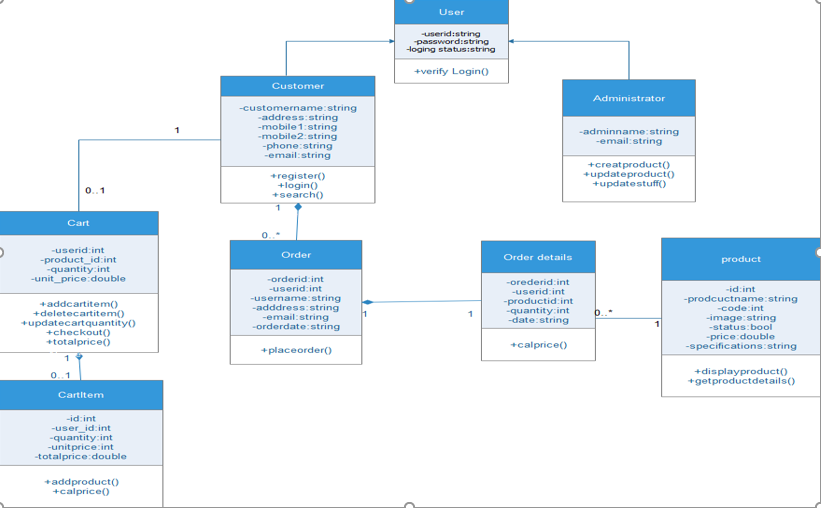 User
-userid:string
-password:string
-loging status:string
+verify Login()
Customer
-customername:string
-address:string
-mobile1:string
-mobile2:string
-phone:string
-email:string
+register()
+login()
+search()
Administrator
-adminname:string
-email:string
+creatproduct()
+updateproduct()
+updatestuff()
1
0..1
Cart
-userid:int
-product_id:int
-quantity:int
-unit_price:double
+addcartitem()
+deletecartitem()
+updatecartquantity()
+checkout()
+totalprice()
1
0..*
Order
-orderid:int
-userid:int
-username:string
-adddress:string
-email:string
-orderdate:string
+placeorder()
1
1
Order details
-orederid:int
-userid:int
-productid:int
-quantity:int
-date:string
+calprice()
0..*
1
product
-id:int
-prodcuctname:string
-code:int
-image:string
-status:bool
-price:double
-specifications:string
+displayproduct()
+getproductdetails()
1
0..1
CartItem
-id:int
-user_id:int
-quantity:int
-unitprice:int
-totalprice:double
+addproduct()
+calprice()